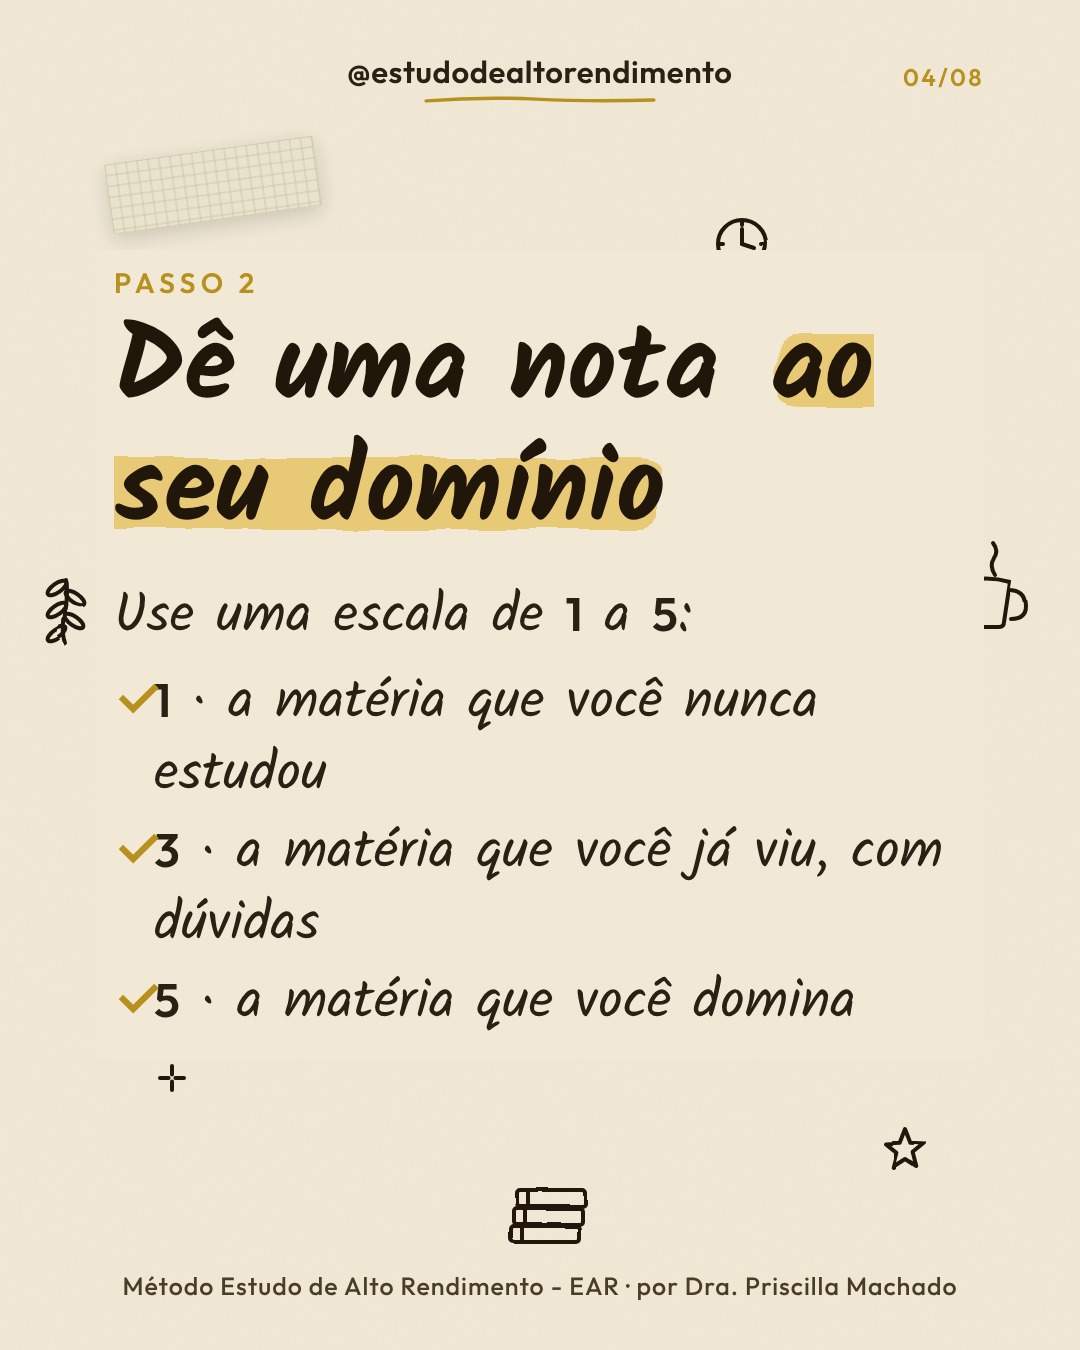 @estudodealtorendimento
04/08
PASSO 2
Dê uma nota ao
seu domínio
Use uma escala de 1 a 5:
1 · a matéria que você nunca
estudou
3 · a matéria que você já viu, com
dúvidas
5 · a matéria que você domina
Método Estudo de Alto Rendimento - EAR · por Dra. Priscilla Machado